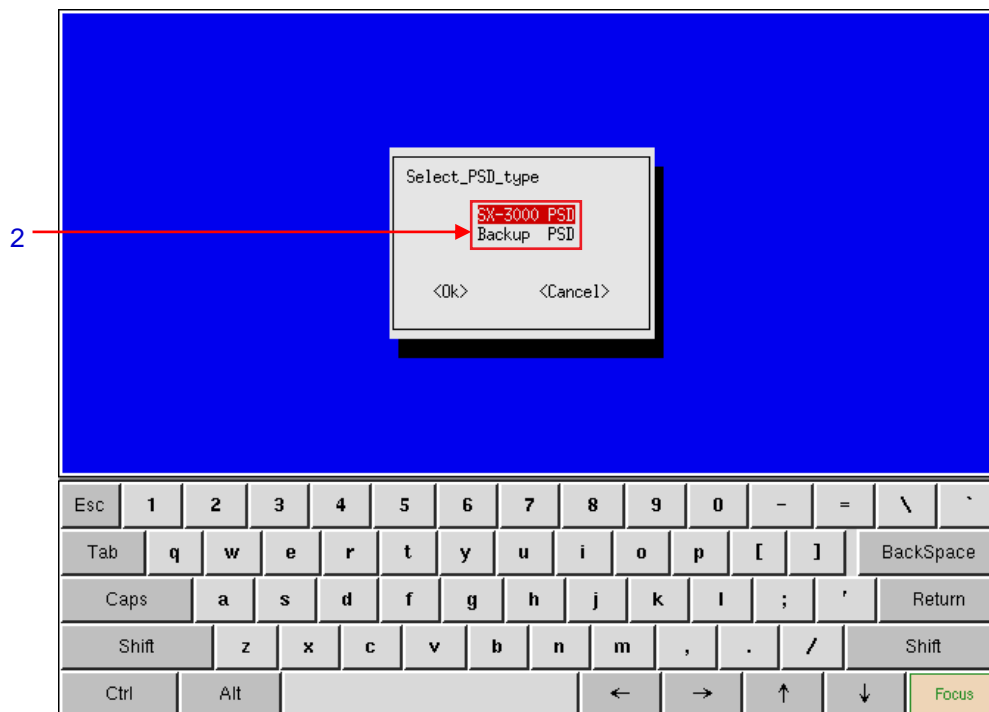 Select_PSD_type
SX-3000 PSD
2
Backup PSD
<Ok> <Cancel>
Esc 1 2 3 4 5 6 7 8 9 0 - = \ `
Tab q w e r t y u i o p [ ] BackSpace
Caps a s d f g h j k l ; ' Return
Shift z x c v b n m , . / Shift
Ctrl Alt ← → ↑ ↓ Focus